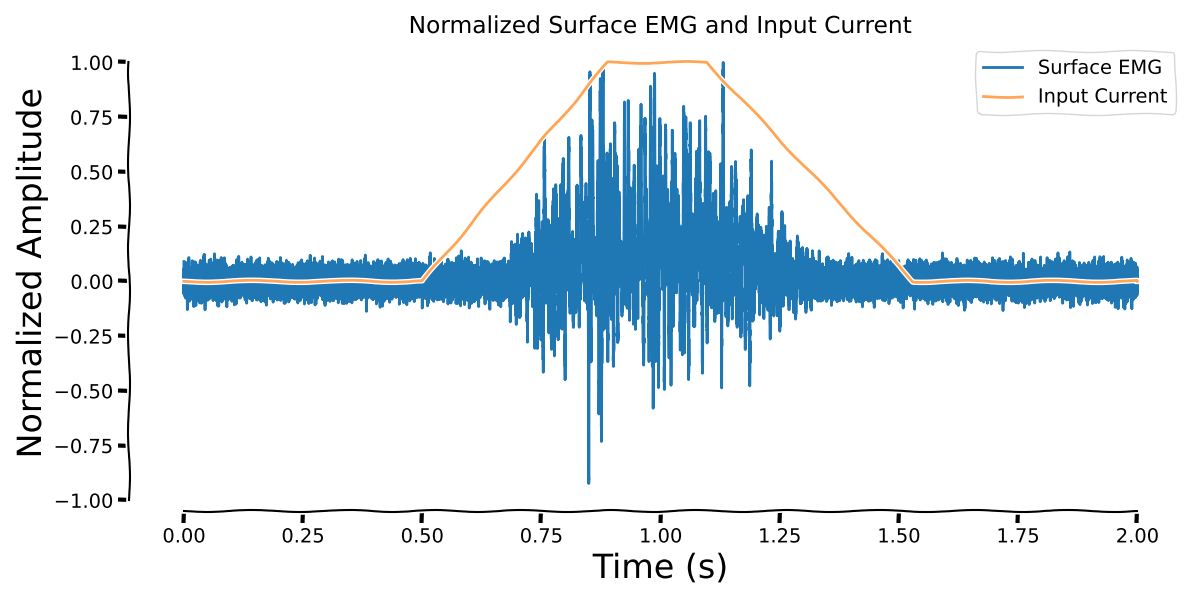 Normalized Surface EMG and Input Current
Surface EMG
Input Current
Normalized Amplitude
1.00
0.75
0.50
0.25
0.00
−0.25
−0.50
−0.75
−1.00
0.00 0.25 0.50 0.75 1.00 1.25 1.50 1.75 2.00
Time (s)